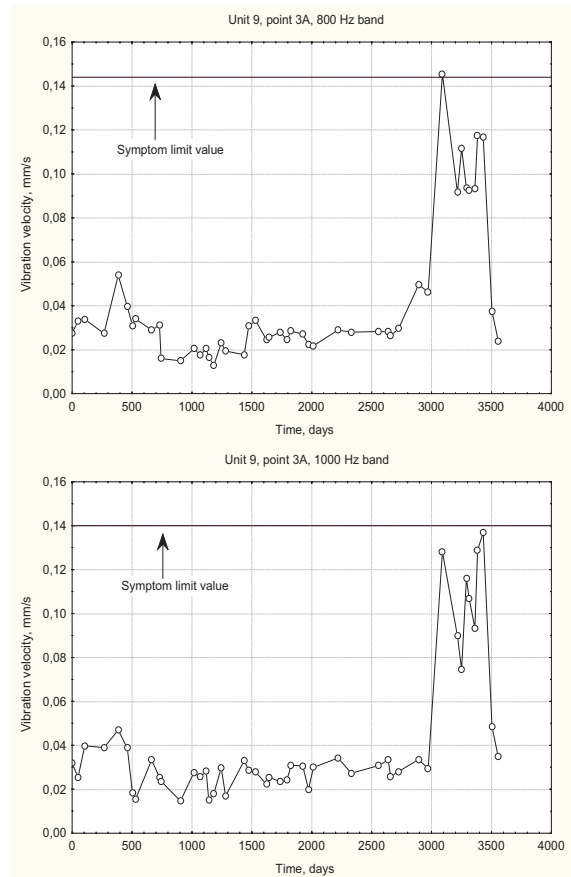 Unit 9, point 3A, 800 Hz band
0,16
0,14
Symptom limit value
0,12
0,10
Vibration velocity, mm/s
0,08
0,06
0,04
0,02
0,00
0 500 1000 1500 2000 2500 3000 3500 4000
Time, days
Unit 9, point 3A, 1000 Hz band
0,16
0,14
Symptom limit value
0,12
0,10
Vibration velocity, mm/s
0,08
0,06
0,04
0,02
0,00
0 500 1000 1500 2000 2500 3000 3500 4000
Time, days